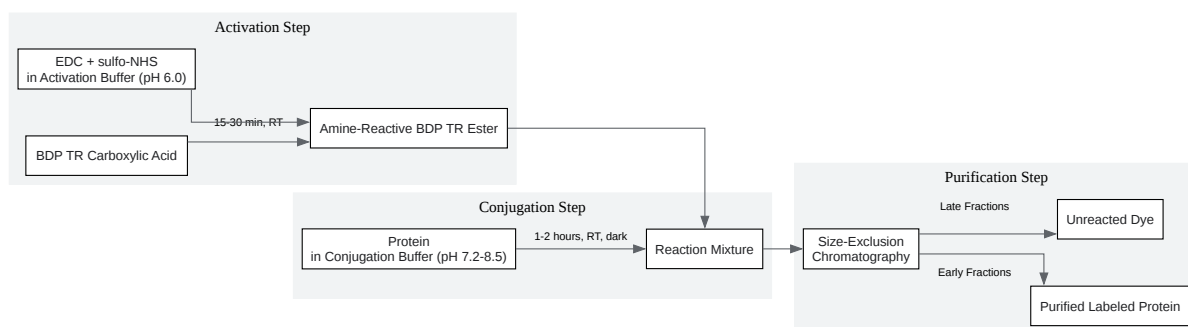 Activation Step
EDC + sulfo-NHS
in Activation Buffer (pH 6.0)
15-30 min, RT
Amine-Reactive BDP TR Ester
BDP TR Carboxylic Acid
Conjugation Step
Protein
in Conjugation Buffer (pH 7.2-8.5)
1-2 hours, RT, dark
Reaction Mixture
Purification Step
Late Fractions
Unreacted Dye
Size-Exclusion
Chromatography
Early Fractions
Purified Labeled Protein